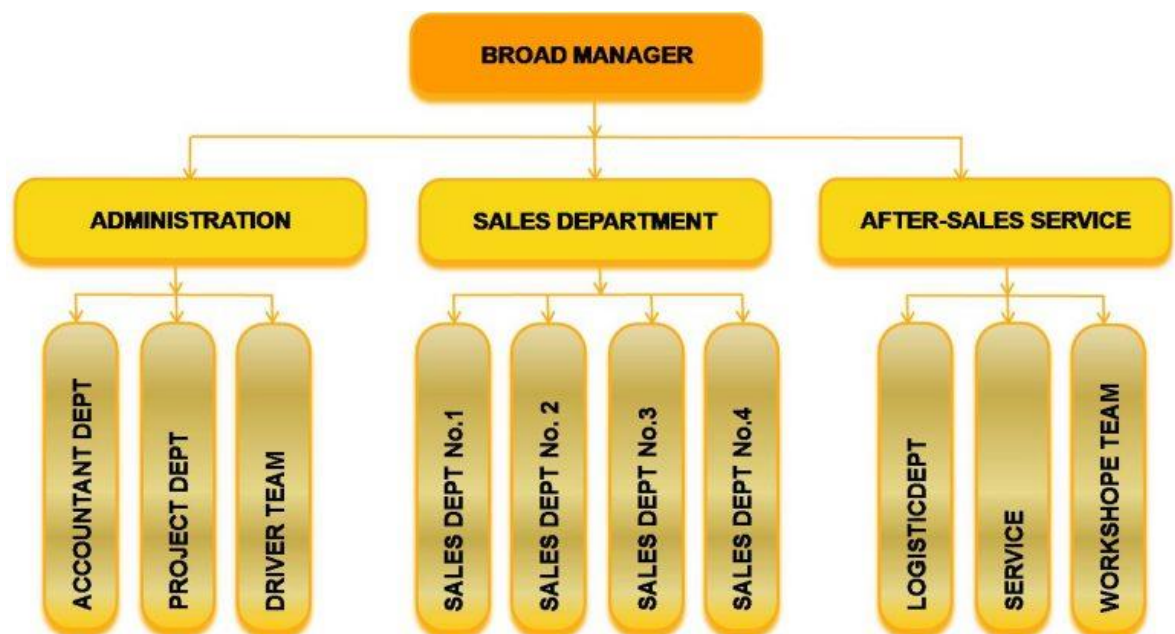 BROAD MANAGER
ADMINISTRATION
SALES DEPARTMENT
AFTER-SALES SERVICE
ACCOUNTANT DEPT
PROJECT DEPT
DRIVER TEAM
SALES DEPT No.1
SALES DEPT No. 2
SALES DEPT No.3
SALES DEPT No.4
LOGISTICDEPT
SERVICE
WORKSHOPE TEAM